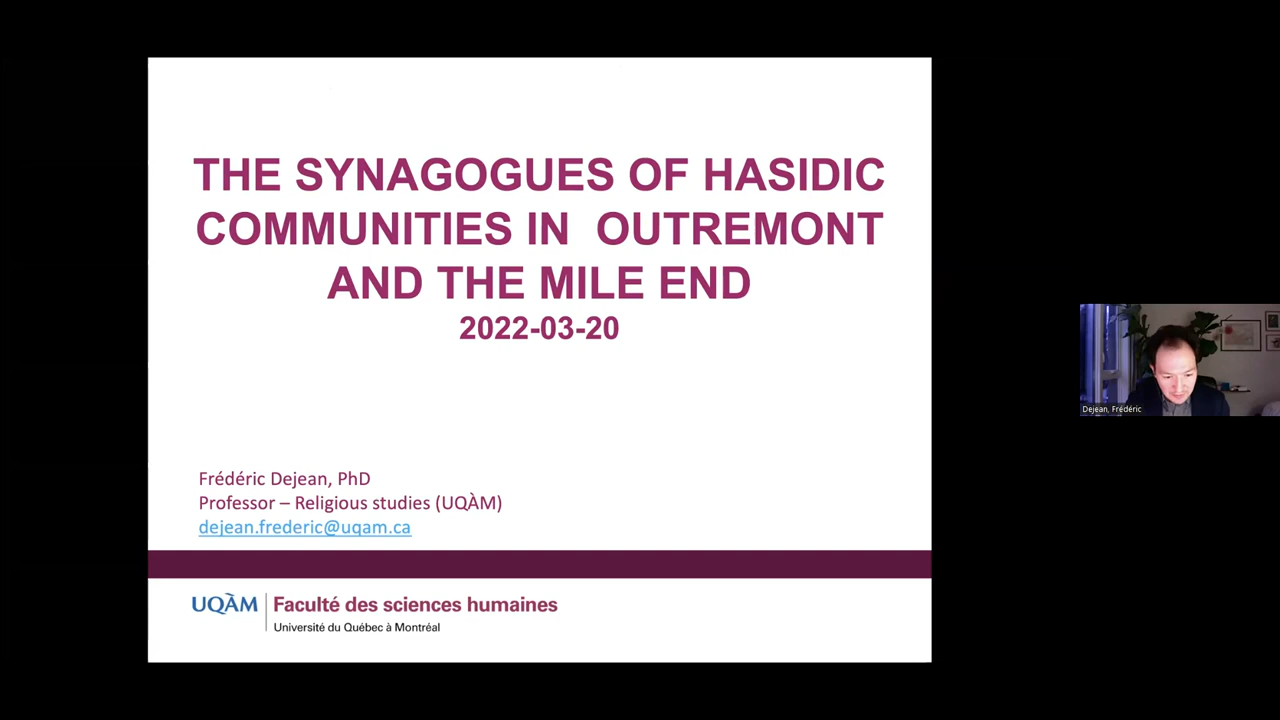 THE SYNAGOGUES OF HASIDIC
COMMUNITIES IN OUTREMONT
AND THE MILE END
2022-03-20
Frédéric Dejean, PhD
Professor – Religious studies (UQÀM)
dejean.frederic@uqam.ca
UQÀM Faculté des sciences humaines
Université du Québec à Montréal
Dejean, Frédéric